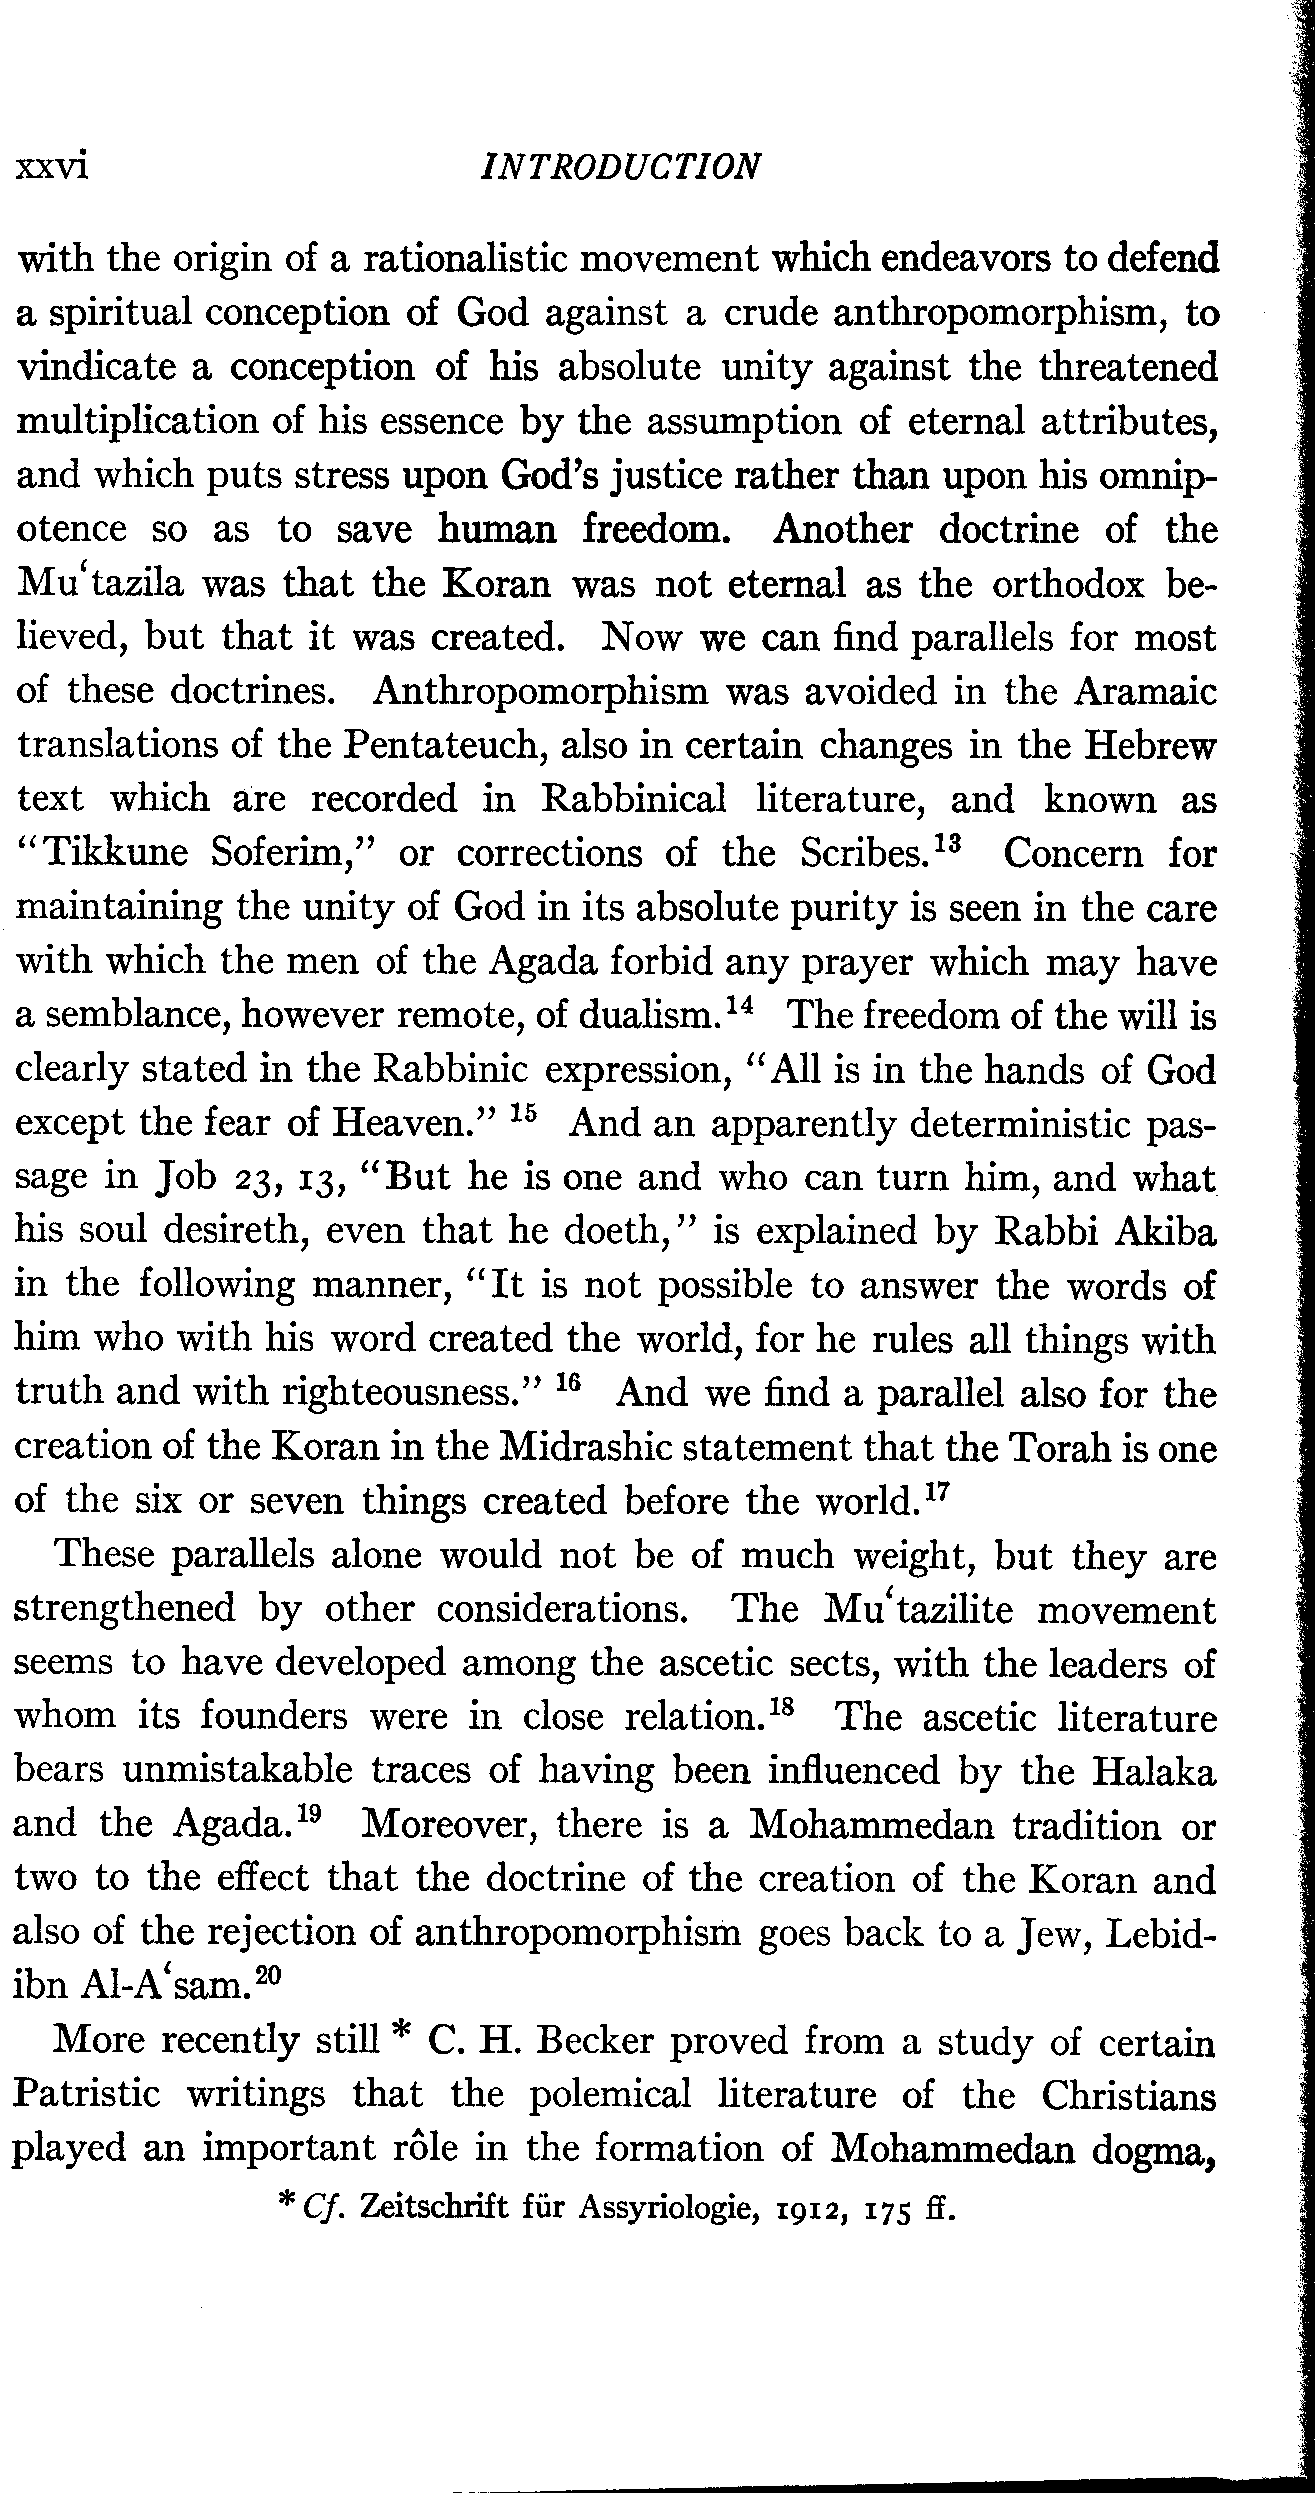 xxvi INTRODUCTION
with the origin of a rationalistic movement which endeavors to defend
a spiritual conception of God against a crude anthropomorphism, to
vindicate a conception of his absolute unity against the threatened
multiplication of his essence by the assumption of eternal attributes,
and which puts stress upon God's justice rather than upon his omnip-
otence so as to save human freedom. Another doctrine of the
Muʿtazila was that the Koran was not eternal as the orthodox be-
lieved, but that it was created. Now we can find parallels for most
of these doctrines. Anthropomorphism was avoided in the Aramaic
translations of the Pentateuch, also in certain changes in the Hebrew
text which are recorded in Rabbinical literature, and known as
“Tikkune Soferim,” or corrections of the Scribes.¹³ Concern for
maintaining the unity of God in its absolute purity is seen in the care
with which the men of the Agada forbid any prayer which may have
a semblance, however remote, of dualism.¹⁴ The freedom of the will is
clearly stated in the Rabbinic expression, “All is in the hands of God
except the fear of Heaven.” ¹⁵ And an apparently deterministic pas-
sage in Job 23, 13, “But he is one and who can turn him, and what
his soul desireth, even that he doeth,” is explained by Rabbi Akiba
in the following manner, “It is not possible to answer the words of
him who with his word created the world, for he rules all things with
truth and with righteousness.” ¹⁶ And we find a parallel also for the
creation of the Koran in the Midrashic statement that the Torah is one
of the six or seven things created before the world.¹⁷
These parallels alone would not be of much weight, but they are
strengthened by other considerations. The Muʿtazilite movement
seems to have developed among the ascetic sects, with the leaders of
whom its founders were in close relation.¹⁸ The ascetic literature
bears unmistakable traces of having been influenced by the Halaka
and the Agada.¹⁹ Moreover, there is a Mohammedan tradition or
two to the effect that the doctrine of the creation of the Koran and
also of the rejection of anthropomorphism goes back to a Jew, Lebid-
ibn Al-Aʿsam.²⁰
More recently still * C. H. Becker proved from a study of certain
Patristic writings that the polemical literature of the Christians
played an important rôle in the formation of Mohammedan dogma,
* Cf. Zeitschrift für Assyriologie, 1912, 175 ff.